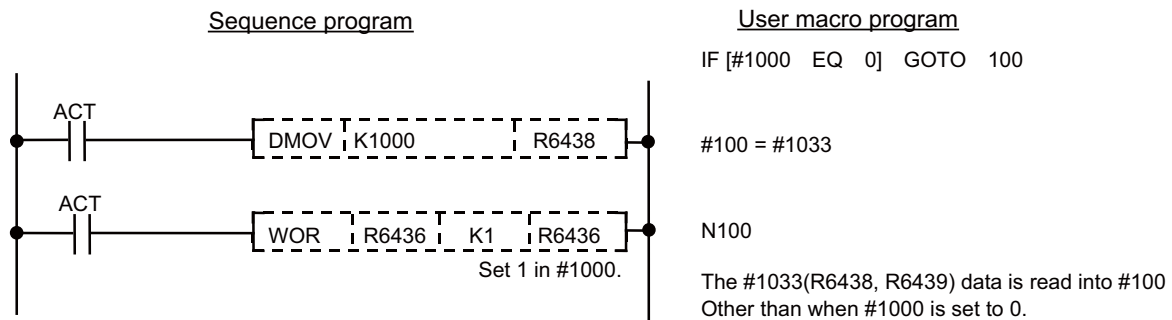 Sequence program
ACT
DMOV K1000 R6438
ACT
WOR R6436 K1 R6436
Set 1 in #1000.
User macro program
IF [#1000 EQ 0] GOTO 100
#100 = #1033
N100
The #1033(R6438, R6439) data is read into #100
Other than when #1000 is set to 0.